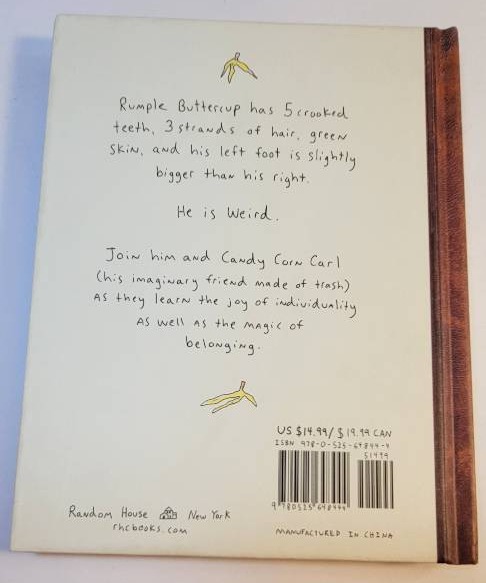 Rumple Buttercup has 5 crooked
teeth, 3 strands of hair, green
skin, and his left foot is slightly
bigger than his right.
He is Weird.
Join him and Candy Corn Carl
(his imaginary friend made of trash)
as they learn the joy of individuality
as well as the magic of
belonging.
US $14.99/$19.99 CAN
ISBN 978-0-525-64844-4
51499
9 780525 648444
Random House New York
rhcbooks.com
MANUFACTURED IN CHINA